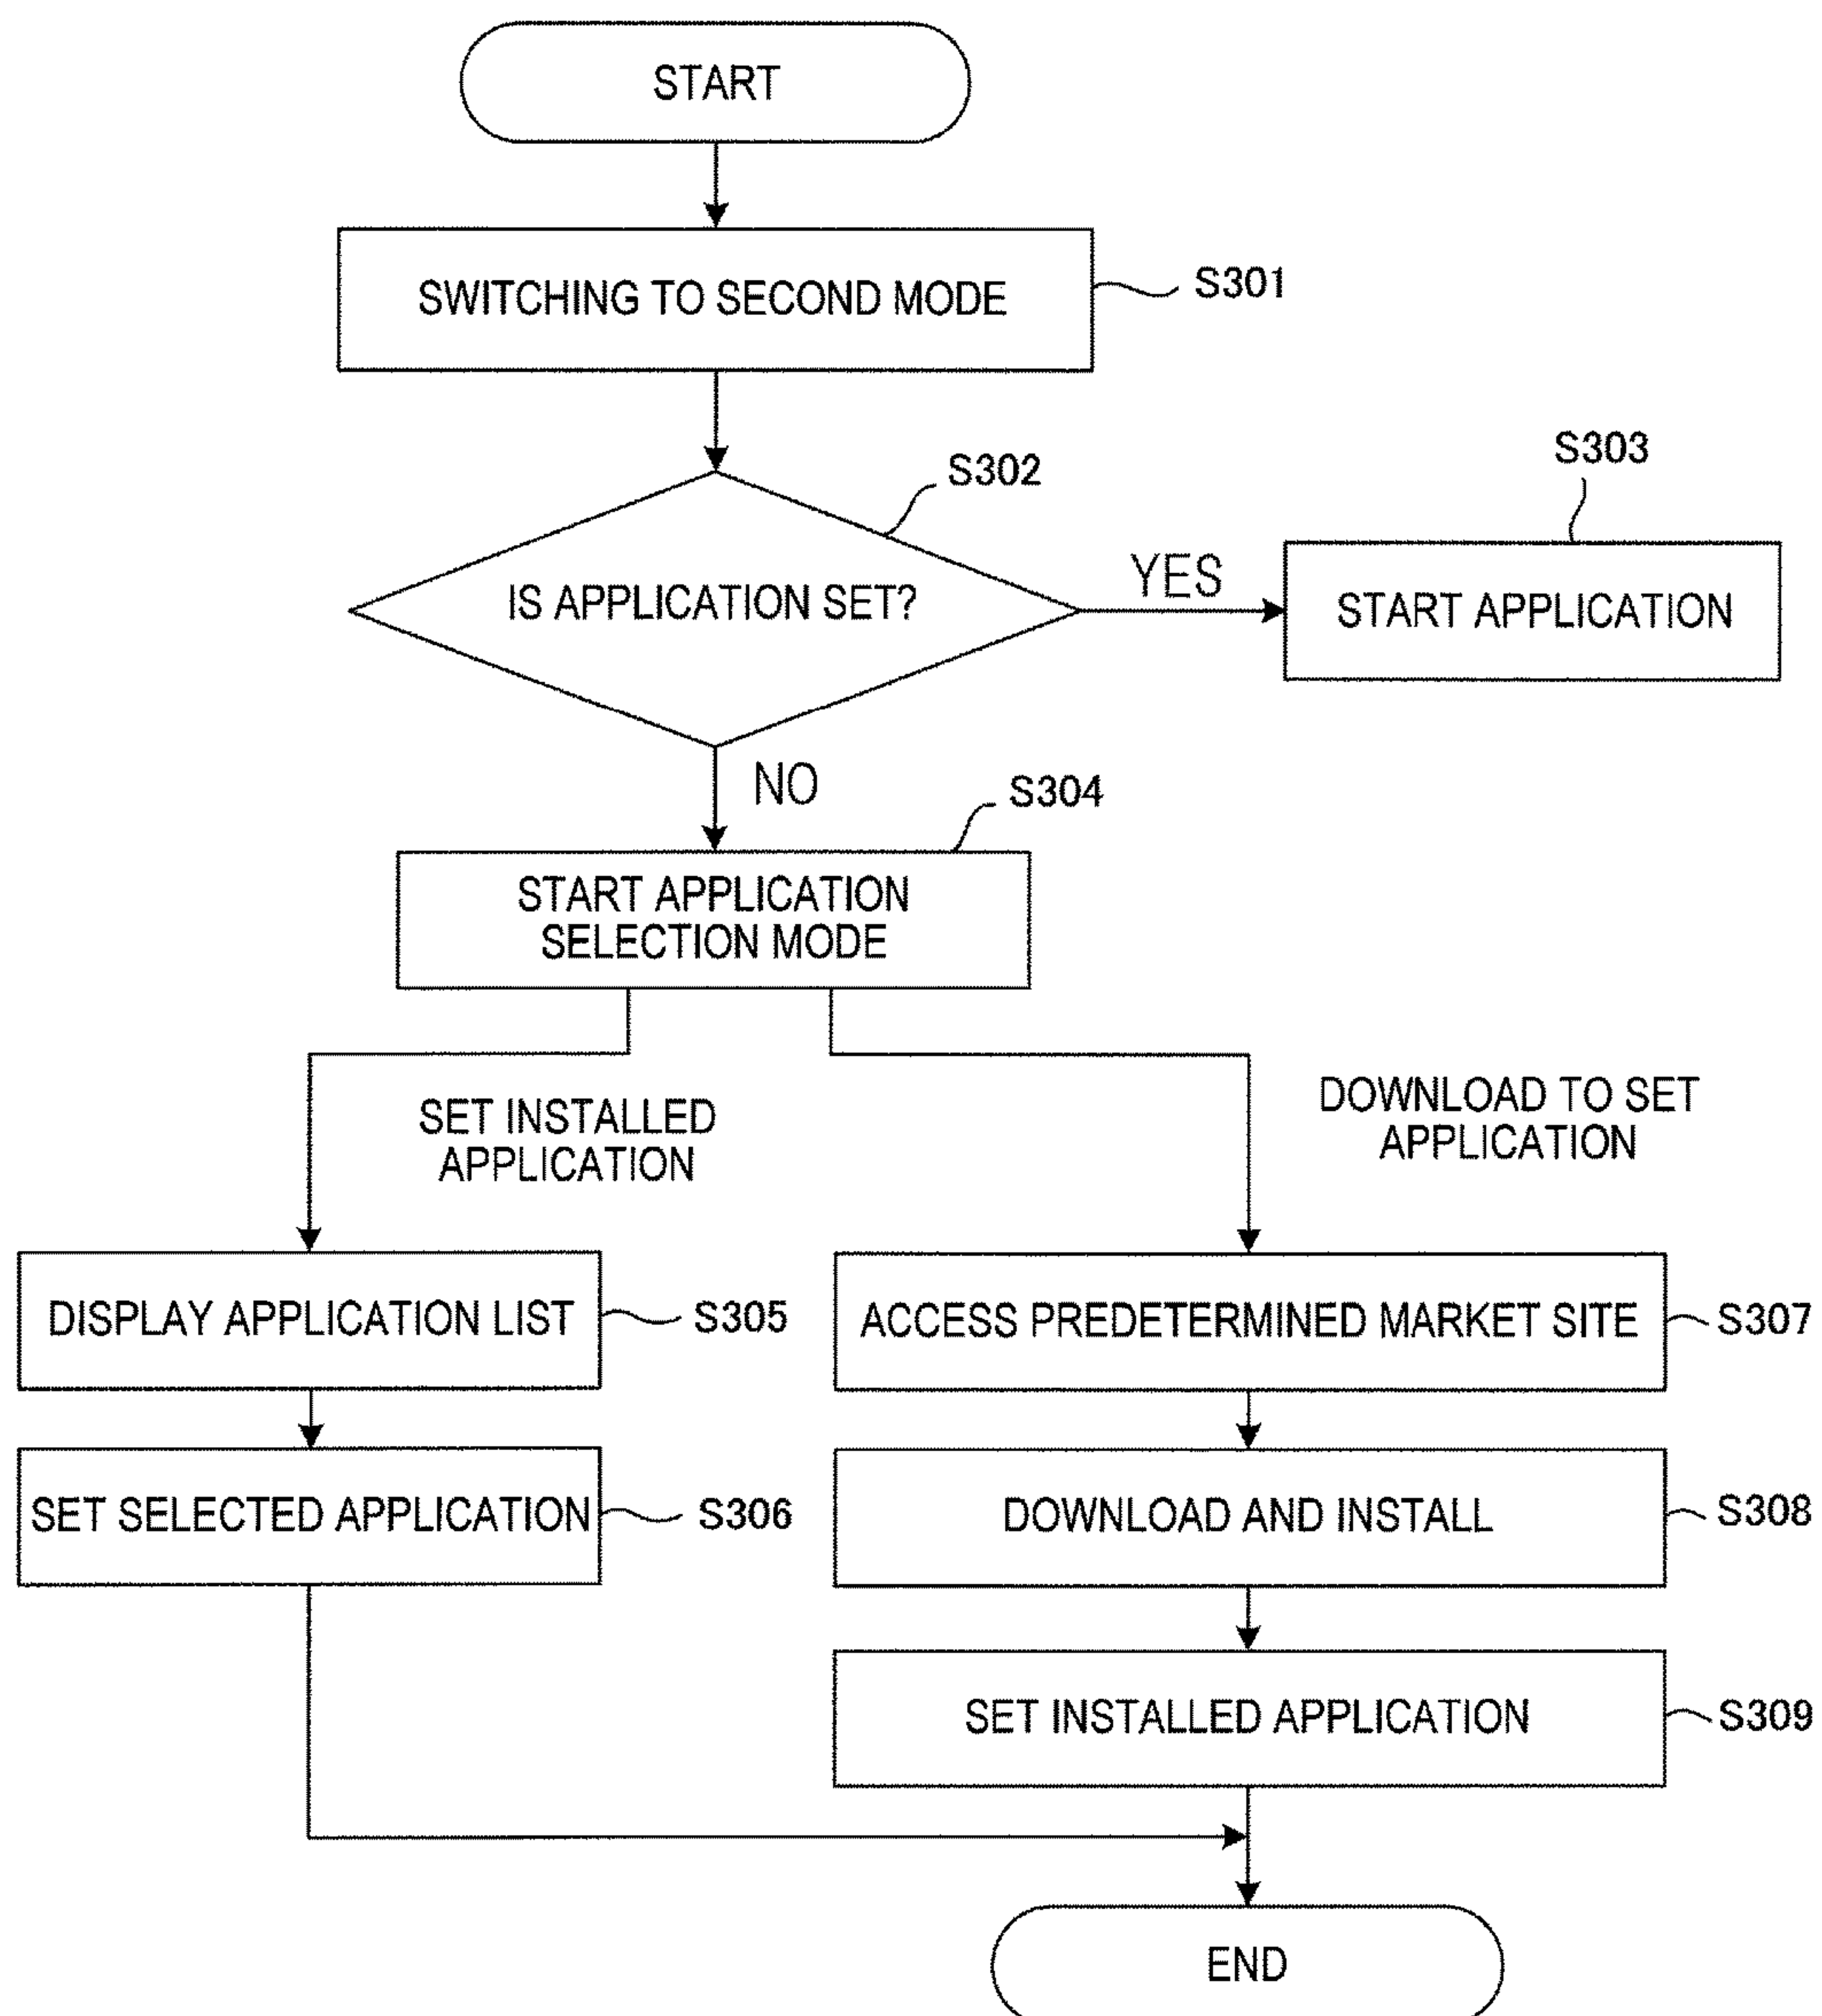 START
SWITCHING TO SECOND MODE
S301
S302
S303
IS APPLICATION SET?
YES
START APPLICATION
NO
S304
START APPLICATION
SELECTION MODE
SET INSTALLED
APPLICATION
DOWNLOAD TO SET
APPLICATION
DISPLAY APPLICATION LIST
S305
ACCESS PREDETERMINED MARKET SITE
S307
SET SELECTED APPLICATION
S306
DOWNLOAD AND INSTALL
S308
SET INSTALLED APPLICATION
S309
END